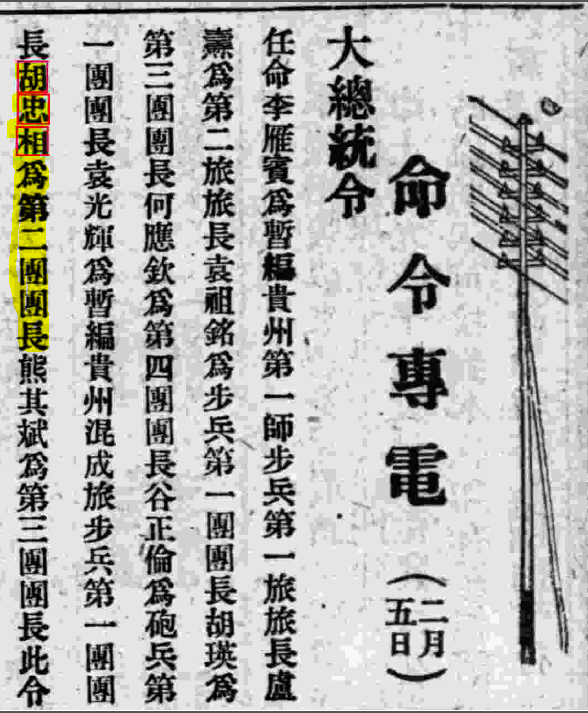 命令專電(二月五日)
大總統令
任命李雁賓爲暫編貴州第一師步兵第一旅旅長盧
燾爲第二旅旅長袁祖銘爲步兵第一團團長胡瑛爲
第三團團長何應欽爲第四團團長谷正倫爲砲兵第
一團團長袁光輝爲暫編貴州混成旅步兵第一團團
長胡忠相爲第二團團長熊其斌爲第三團團長此令